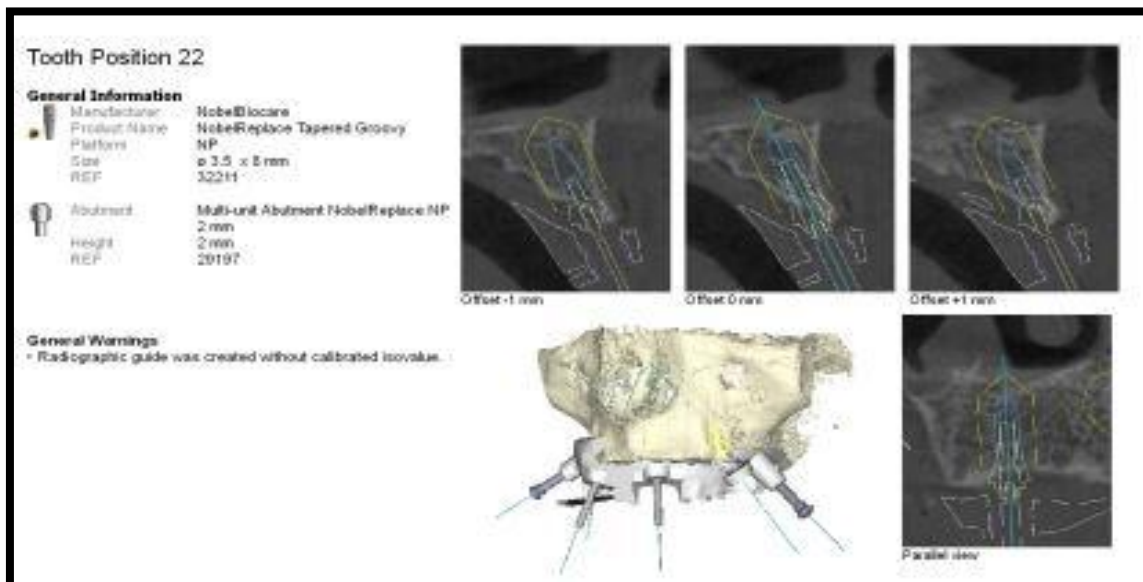 Tooth Position 22
General Information
Manufacturer NobelBiocare
Product Name NobelReplace Tapered Groovy
Platform NP
Size ø 3.5 x 8 mm
REF 32211
Abutment Multi-unit Abutment NobelReplace NP
2 mm
Height 2 mm
REF 29197
Offset -1 mm
Offset 0 mm
Offset +1 mm
General Warnings
- Radiographic guide was created without calibrated isovalue.
Parallel view